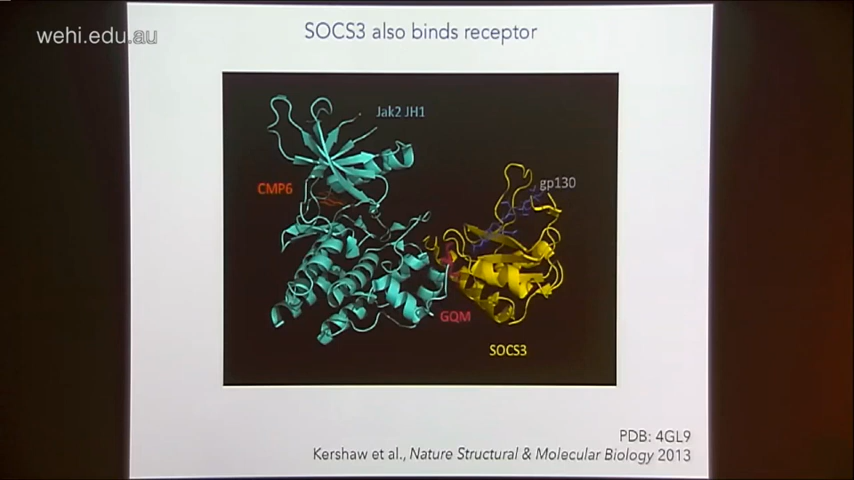 wehi.edu.au
SOCS3 also binds receptor
Jak2 JH1
CMP6
gp130
GQM
SOCS3
PDB: 4GL9
Kershaw et al., Nature Structural & Molecular Biology 2013